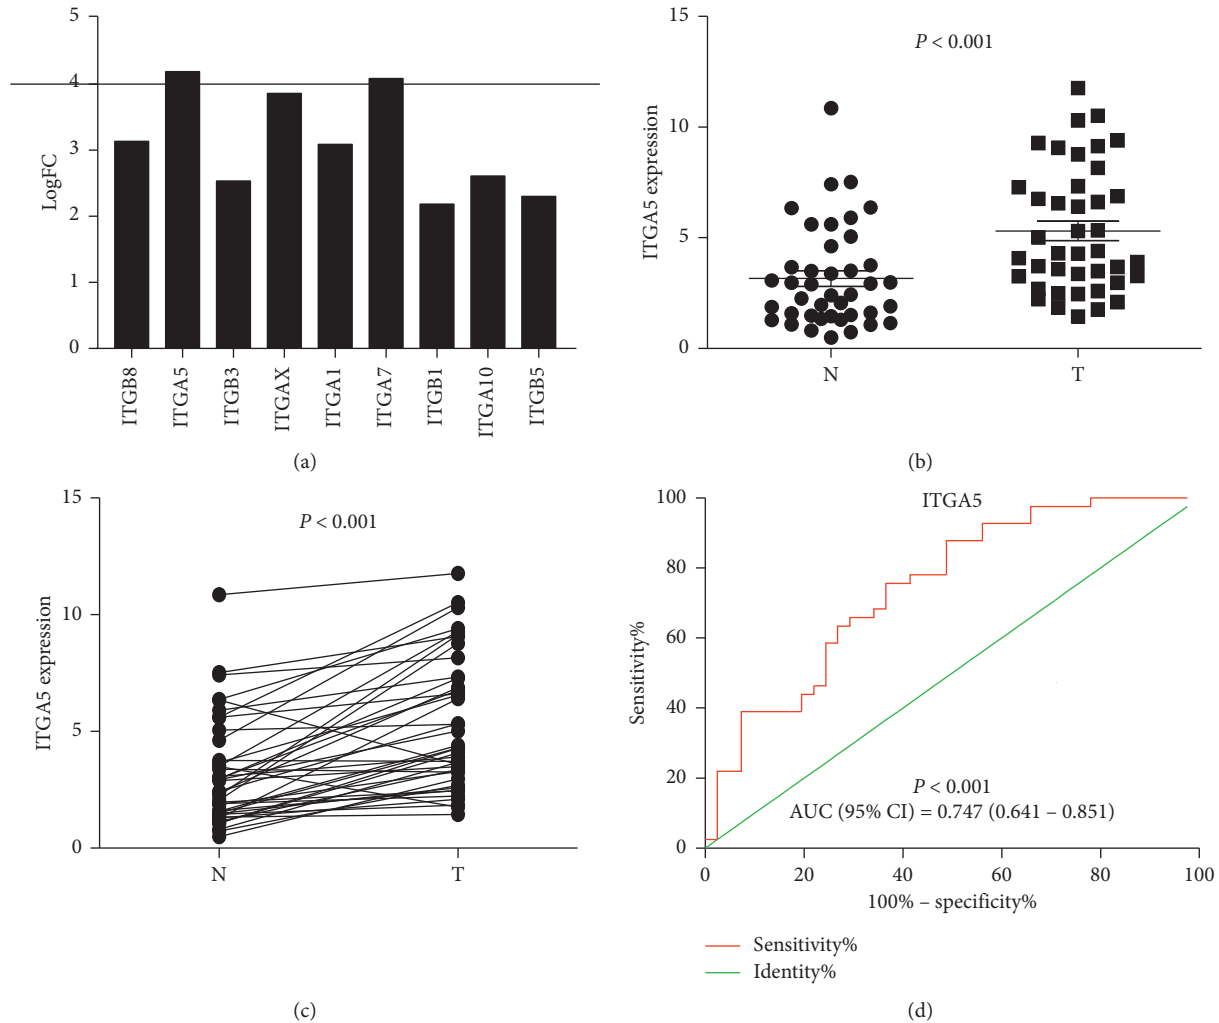 5
4
3
2
1
0
LogFC
ITGB8
ITGA5
ITGB3
ITGAX
ITGA1
ITGA7
ITGB1
ITGA10
ITGB5
(a)
15
10
5
0
ITGA5 expression
P < 0.001
N
T
(b)
15
10
5
0
ITGA5 expression
P < 0.001
N
T
(c)
100
80
60
40
20
0
Sensitivity%
ITGA5
P < 0.001
AUC (95% CI) = 0.747 (0.641 – 0.851)
0
20
40
60
80
100
100% – specificity%
Sensitivity%
Identity%
(d)